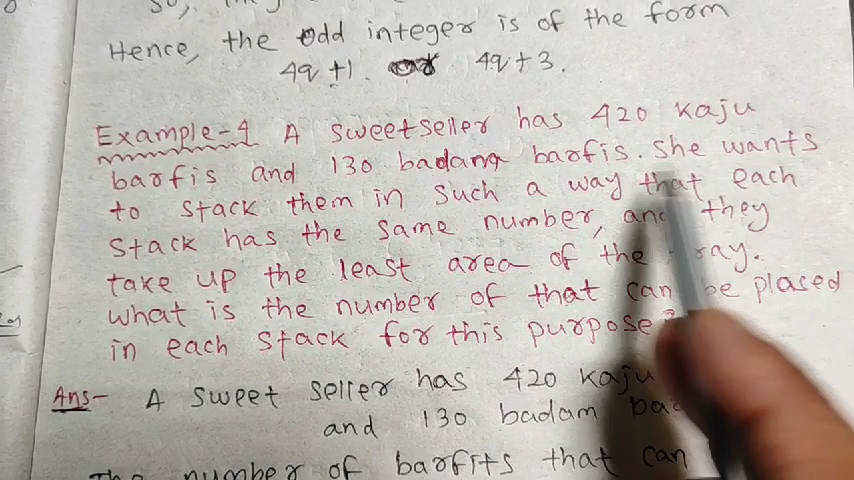 So,
Hence, the odd integer is of the form
4q+1. or 4q+3.
Example-4 A sweetseller has 420 kaju
barfis and 130 badam barfis. She wants
to stack them in such a way that each
stack has the same number, and they
take up the least area of the tray.
what is the number of that can be plased
in each stack for this purpose?
Ans- A sweet seller has 420 kaju
and 130 badam
The number of barfits that can